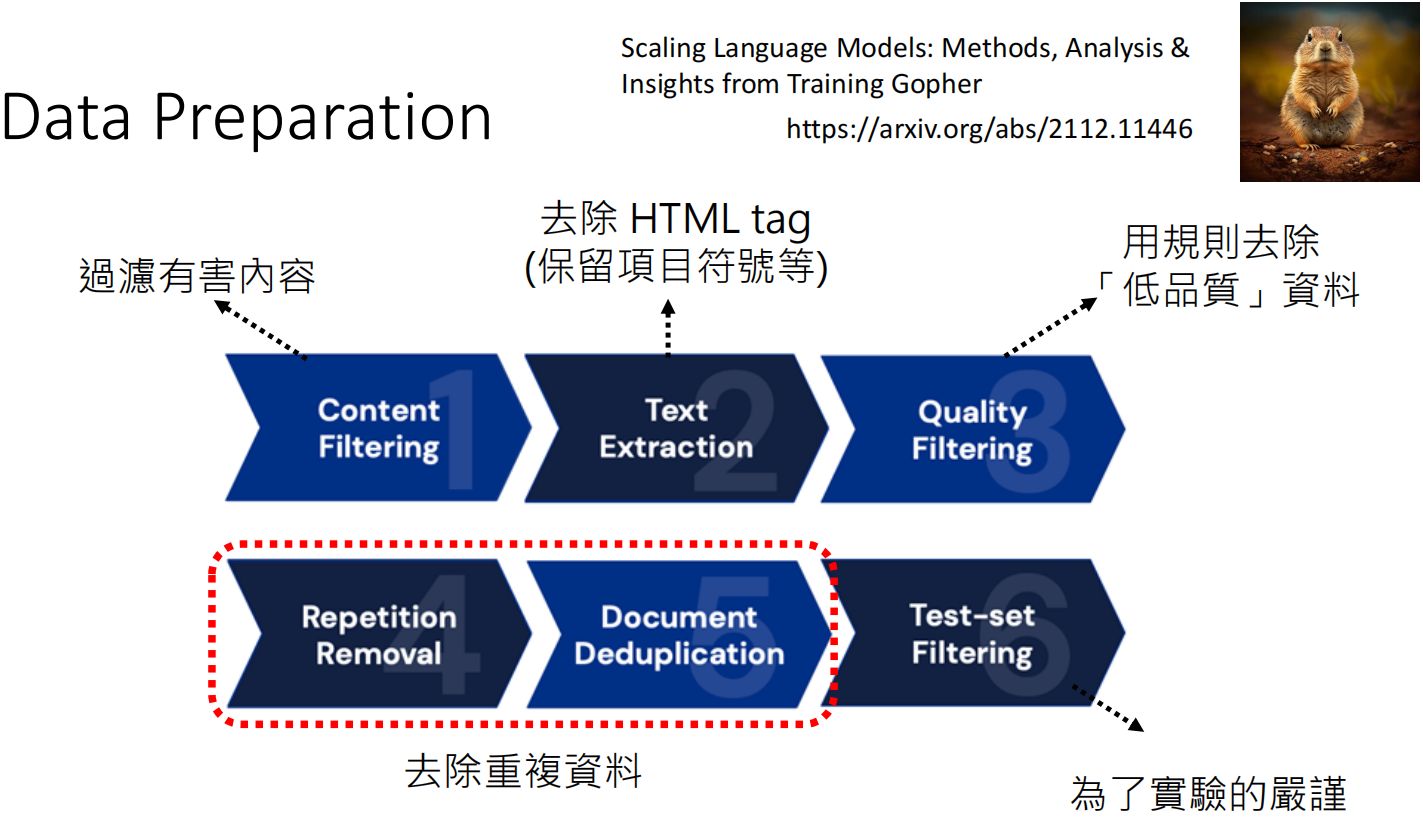 Scaling Language Models: Methods, Analysis &
Insights from Training Gopher
https://arxiv.org/abs/2112.11446
Data Preparation
過濾有害內容
去除 HTML tag
(保留項目符號等)
用規則去除
「低品質」資料
1
Content
Filtering
2
Text
Extraction
3
Quality
Filtering
4
Repetition
Removal
5
Document
Deduplication
6
Test-set
Filtering
去除重複資料
為了實驗的嚴謹